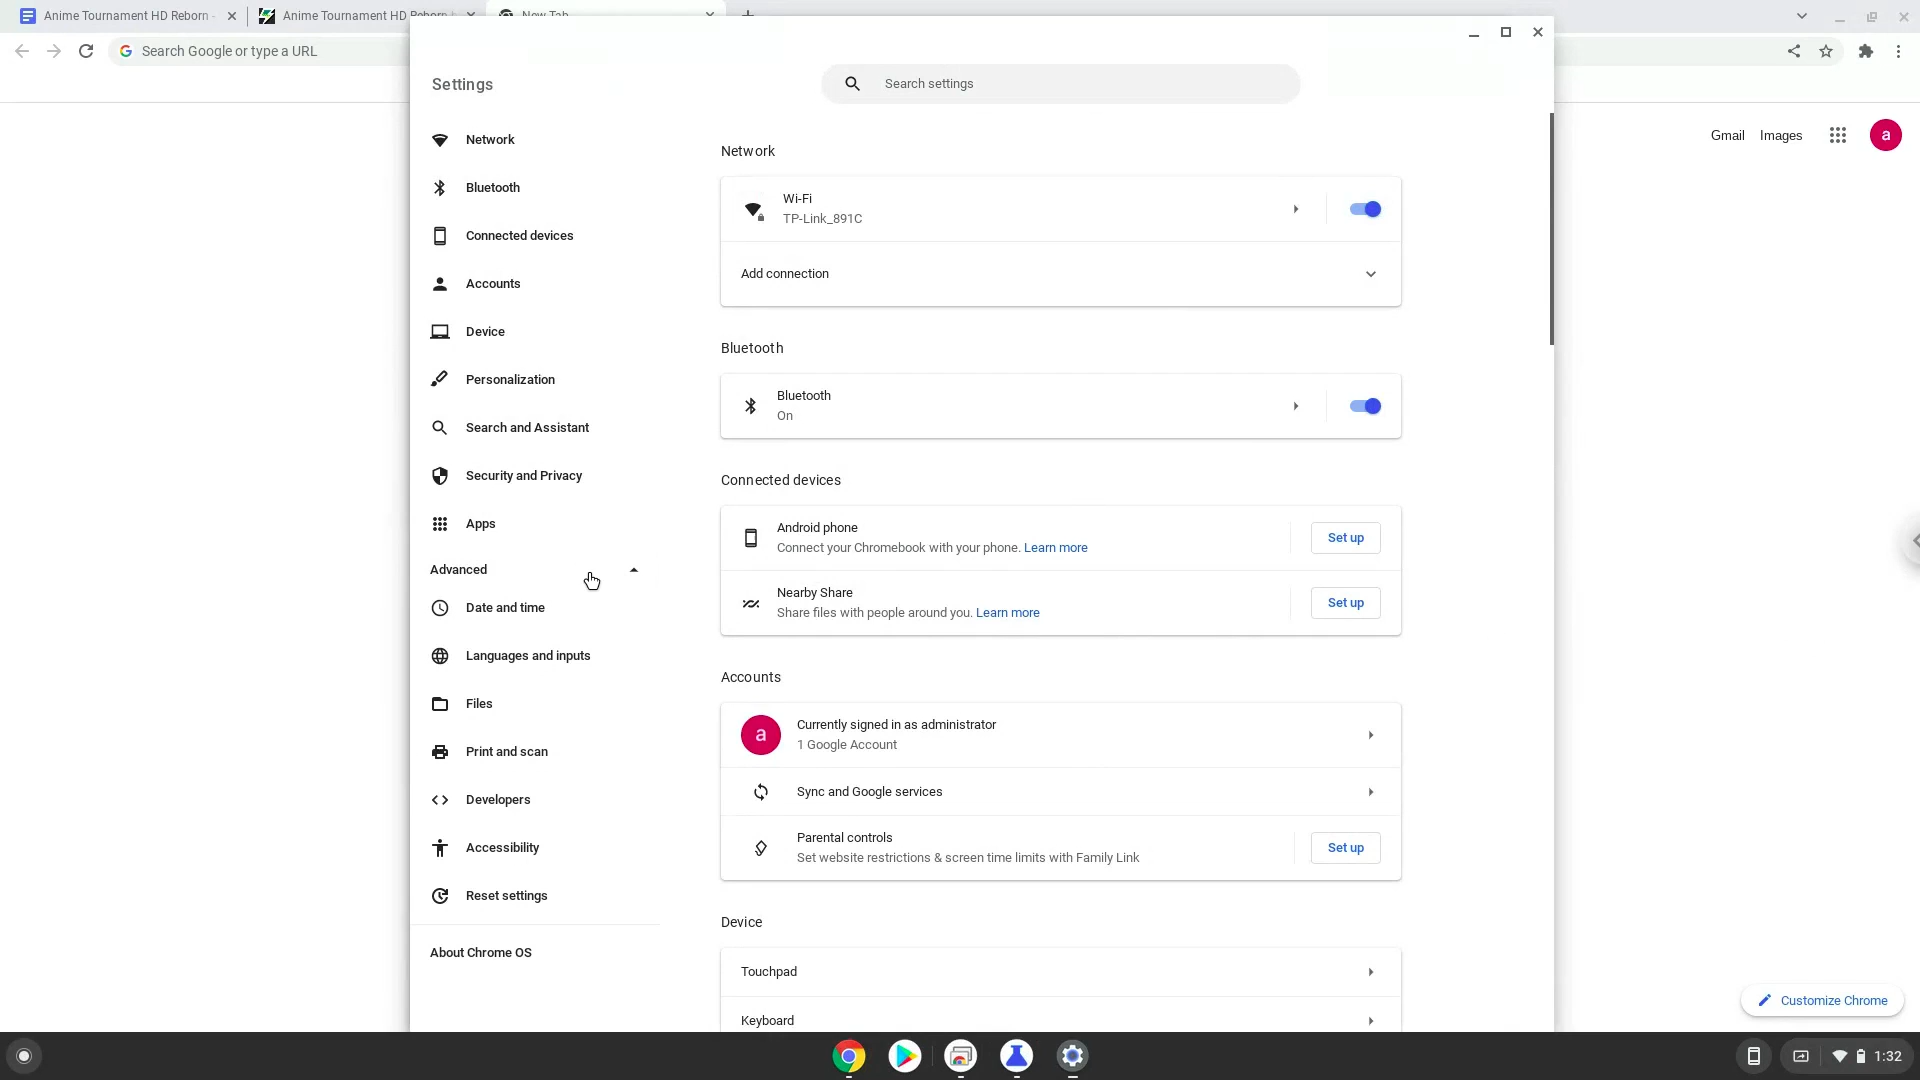 Anime Tournament HD Reborn -
Anime Tournament HD Reborn
New Tab
Search Google or type a URL
Gmail
Images
a
Settings
Search settings
Network
Bluetooth
Connected devices
Accounts
Device
Personalization
Search and Assistant
Security and Privacy
Apps
Advanced
Date and time
Languages and inputs
Files
Print and scan
Developers
Accessibility
Reset settings
About Chrome OS
Network
Wi-Fi
TP-Link_891C
Add connection
Bluetooth
Bluetooth
On
Connected devices
Android phone
Connect your Chromebook with your phone. Learn more
Set up
Nearby Share
Share files with people around you. Learn more
Set up
Accounts
a
Currently signed in as administrator
1 Google Account
Sync and Google services
Parental controls
Set website restrictions & screen time limits with Family Link
Set up
Device
Touchpad
Keyboard
Customize Chrome
1:32